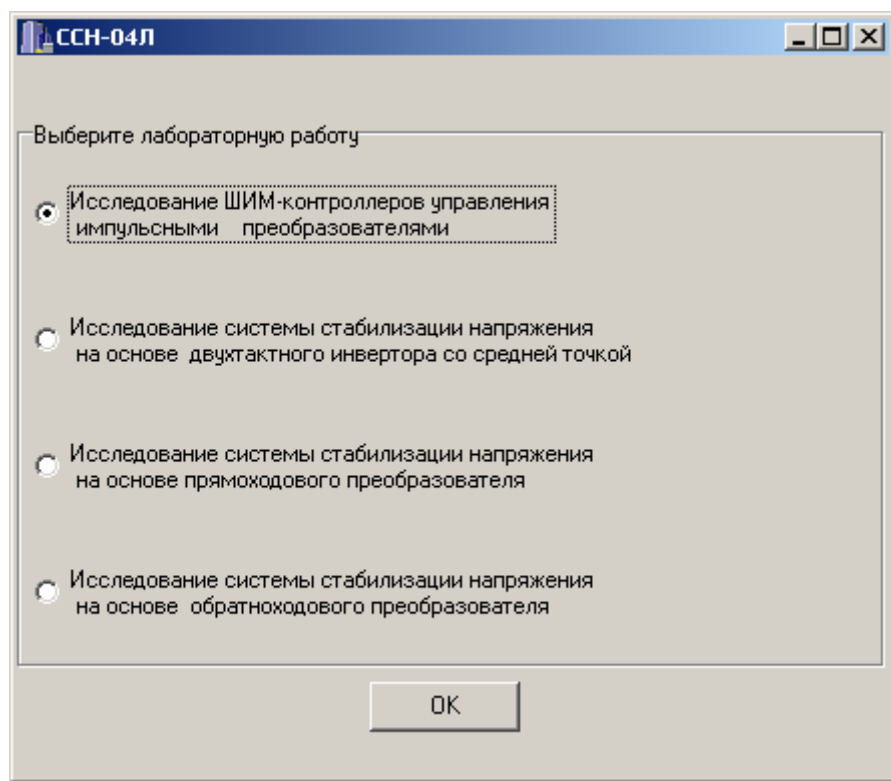 ССН-04Л
Выберите лабораторную работу
Исследование ШИМ-контроллеров управления
импульсными преобразователями
Исследование системы стабилизации напряжения
на основе двухтактного инвертора со средней точкой
Исследование системы стабилизации напряжения
на основе прямоходового преобразователя
Исследование системы стабилизации напряжения
на основе обратноходового преобразователя
OK